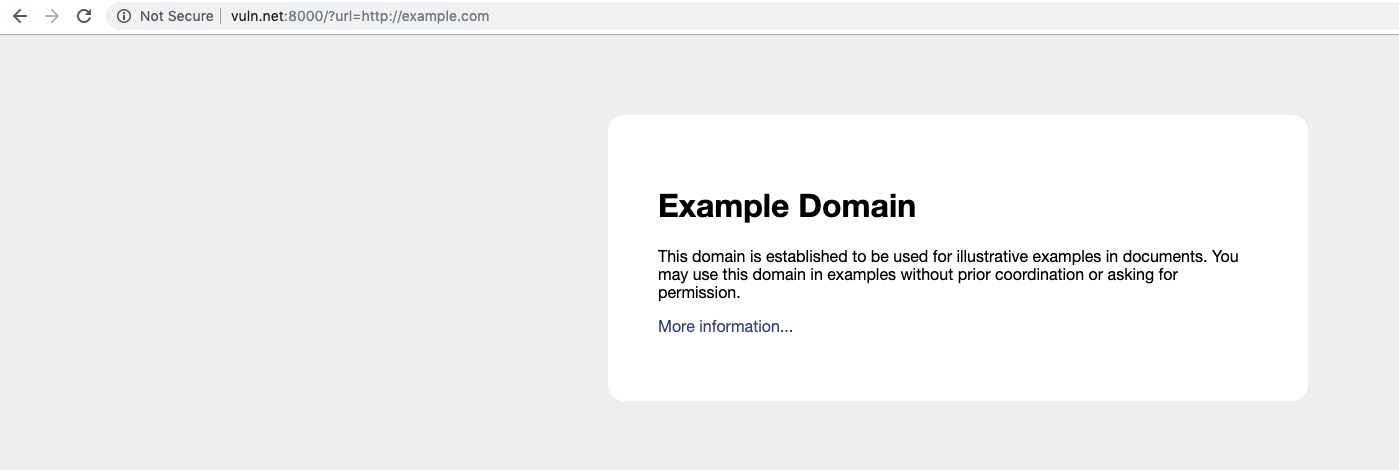 Not Secure vuln.net:8000/?url=http://example.com
Example Domain
This domain is established to be used for illustrative examples in documents. You
may use this domain in examples without prior coordination or asking for
permission.
More information...